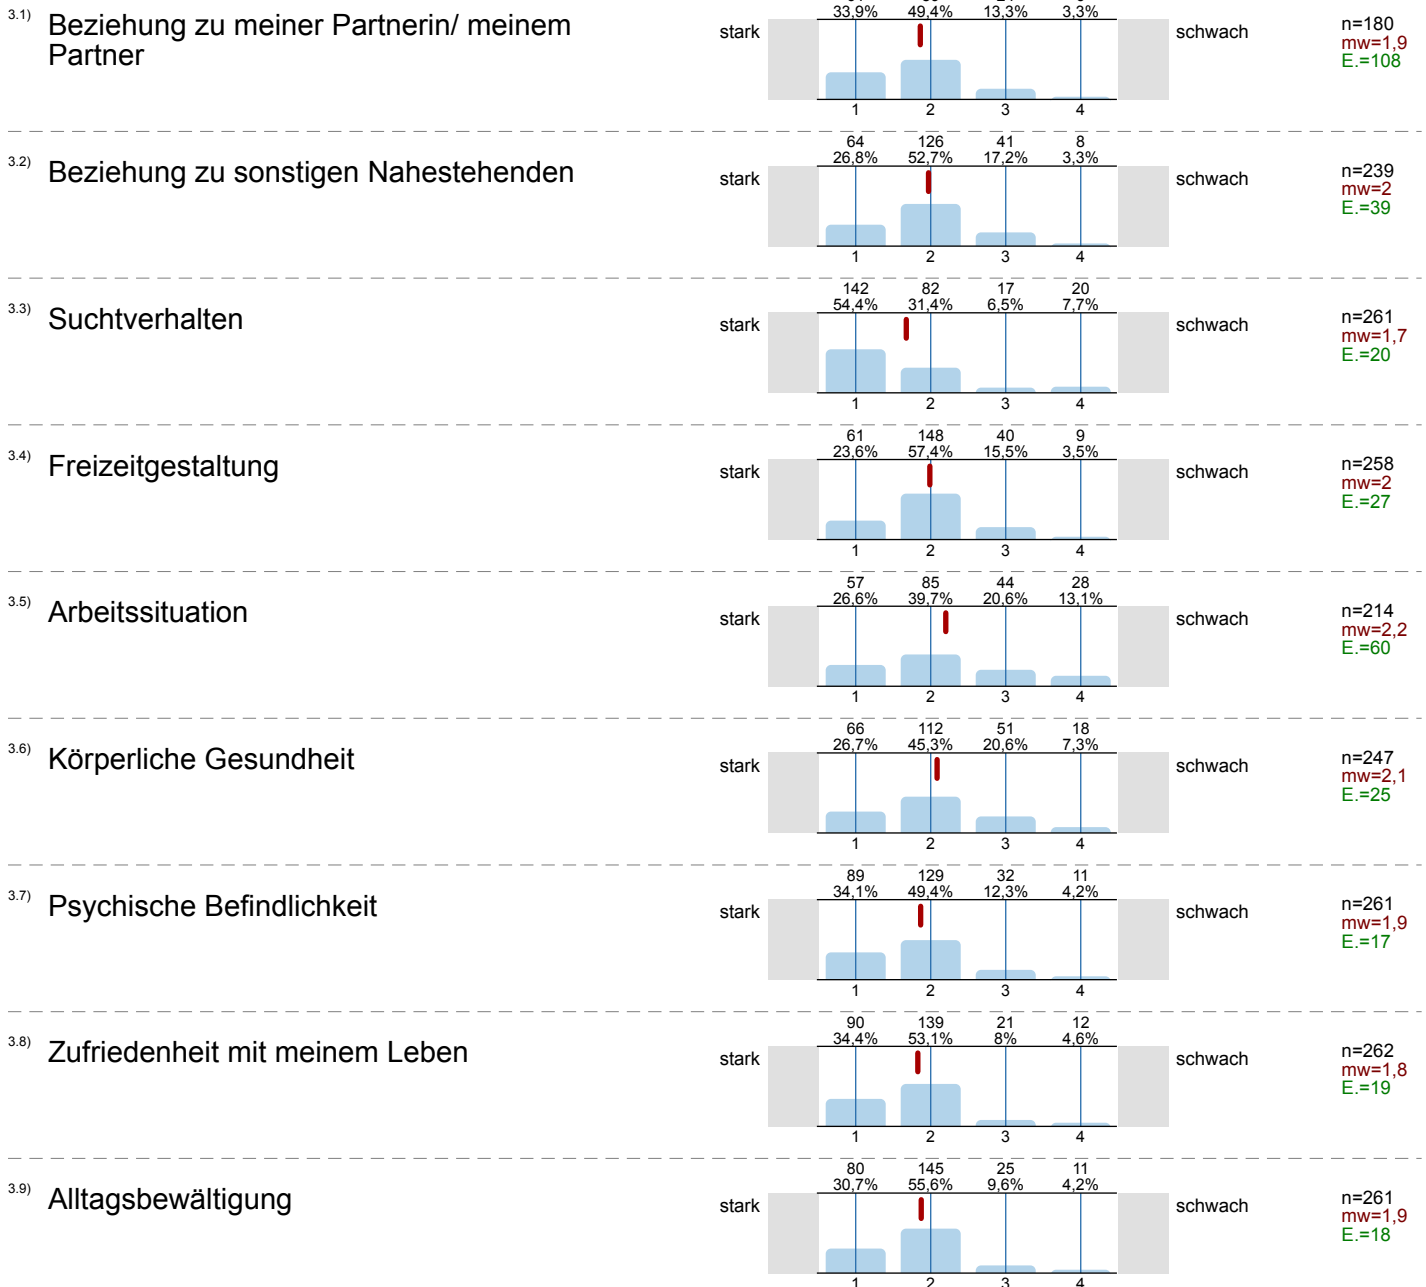 33,9% 49,4% 13,3% 3,3%
3.1) Beziehung zu meiner Partnerin/ meinem
Partner
stark schwach
n=180
mw=1,9
E.=108
1 2 3 4
64 126 41 8
26,8% 52,7% 17,2% 3,3%
3.2) Beziehung zu sonstigen Nahestehenden
stark schwach
n=239
mw=2
E.=39
1 2 3 4
142 82 17 20
54,4% 31,4% 6,5% 7,7%
3.3) Suchtverhalten
stark schwach
n=261
mw=1,7
E.=20
1 2 3 4
61 148 40 9
23,6% 57,4% 15,5% 3,5%
3.4) Freizeitgestaltung
stark schwach
n=258
mw=2
E.=27
1 2 3 4
57 85 44 28
26,6% 39,7% 20,6% 13,1%
3.5) Arbeitssituation
stark schwach
n=214
mw=2,2
E.=60
1 2 3 4
66 112 51 18
26,7% 45,3% 20,6% 7,3%
3.6) Körperliche Gesundheit
stark schwach
n=247
mw=2,1
E.=25
1 2 3 4
89 129 32 11
34,1% 49,4% 12,3% 4,2%
3.7) Psychische Befindlichkeit
stark schwach
n=261
mw=1,9
E.=17
1 2 3 4
90 139 21 12
34,4% 53,1% 8% 4,6%
3.8) Zufriedenheit mit meinem Leben
stark schwach
n=262
mw=1,8
E.=19
1 2 3 4
80 145 25 11
30,7% 55,6% 9,6% 4,2%
3.9) Alltagsbewältigung
stark schwach
n=261
mw=1,9
E.=18
1 2 3 4